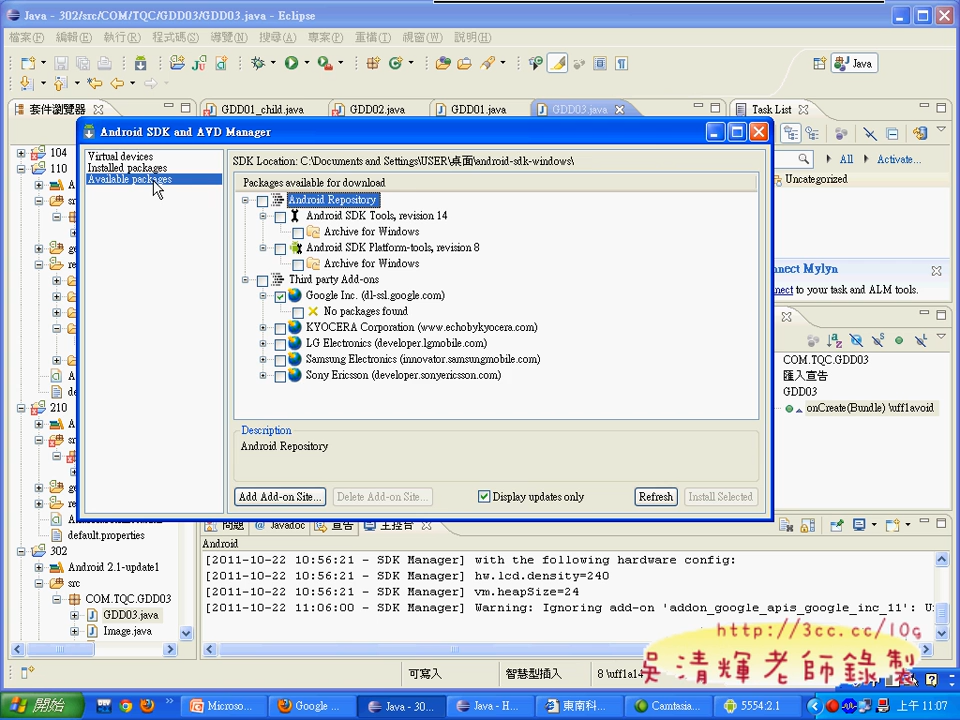 Java - 302/src/COM/TQC/GDD03/GDD03.java - Eclipse
檔案(F) 編輯(E) 執行(R) 程式碼(S) 導覽(N) 搜尋(A) 專案(P) 重構(T) 視窗(W) 說明(H)
Java
套件瀏覽器
GDD01_child.java
GDD02.java
GDD01.java
GDD03.java
Task List
All
Activate...
Uncategorized
104
110
210
default.properties
302
Android 2.1-update1
src
COM.TQC.GDD03
GDD03.java
Image.java
Android SDK and AVD Manager
Virtual devices
Installed packages
Available packages
SDK Location: C:\Documents and Settings\USER\桌面\android-sdk-windows\
Packages available for download
Android Repository
Android SDK Tools, revision 14
Archive for Windows
Android SDK Platform-tools, revision 8
Archive for Windows
Third party Add-ons
Google Inc. (dl-ssl.google.com)
No packages found
KYOCERA Corporation (www.echobykyocera.com)
LG Electronics (developer.lgmobile.com)
Samsung Electronics (innovator.samsungmobile.com)
Sony Ericsson (developer.sonyericsson.com)
Description
Android Repository
Add Add-on Site...
Delete Add-on Site...
Display updates only
Refresh
Install Selected
Mylyn
to your task and ALM tools.
COM.TQC.GDD03
匯入宣告
GDD03
onCreate(Bundle) \uff1avoid
問題 @ Javadoc 宣告 主控台
Android
[2011-10-22 10:56:21 - SDK Manager] with the following hardware config:
[2011-10-22 10:56:21 - SDK Manager] hw.lcd.density=240
[2011-10-22 10:56:21 - SDK Manager] vm.heapSize=24
[2011-10-22 11:06:00 - SDK Manager] Warning: Ignoring add-on 'addon_google_apis_google_inc_11': U
http://3cc.cc/10g
吳清輝老師錄製
可寫入
智慧型插入
8 \uff1a14
開始
Microso...
Google ...
Java - 30...
Java - H...
東南科...
Camtasia...
5554:2.1
上午 11:07